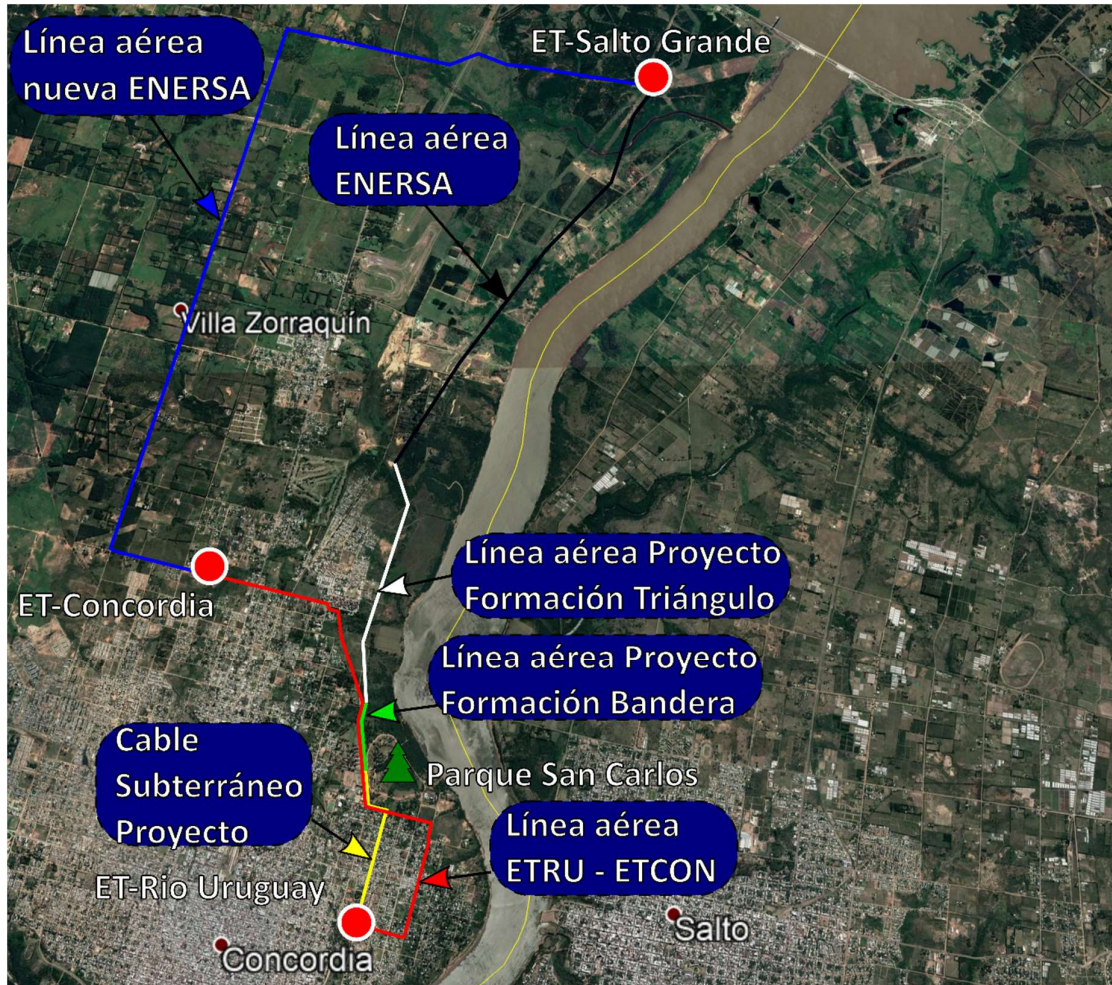 Línea aérea
nueva ENERSA
ET-Salto Grande
Línea aérea
ENERSA
Villa Zorraquín
Línea aérea Proyecto
Formación Triángulo
ET-Concordia
Línea aérea Proyecto
Formación Bandera
Cable
Subterráneo
Proyecto
Parque San Carlos
Línea aérea
ETRU - ETCON
ET-Rio Uruguay
Salto
Concordia